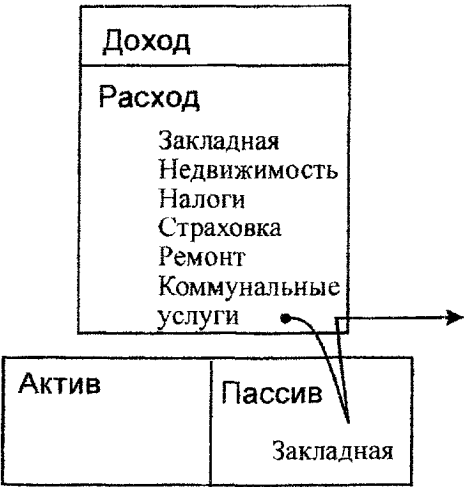 Доход
Расход
Закладная
Недвижимость
Налоги
Страховка
Ремонт
Коммунальные
услуги
Актив
Пассив
Закладная